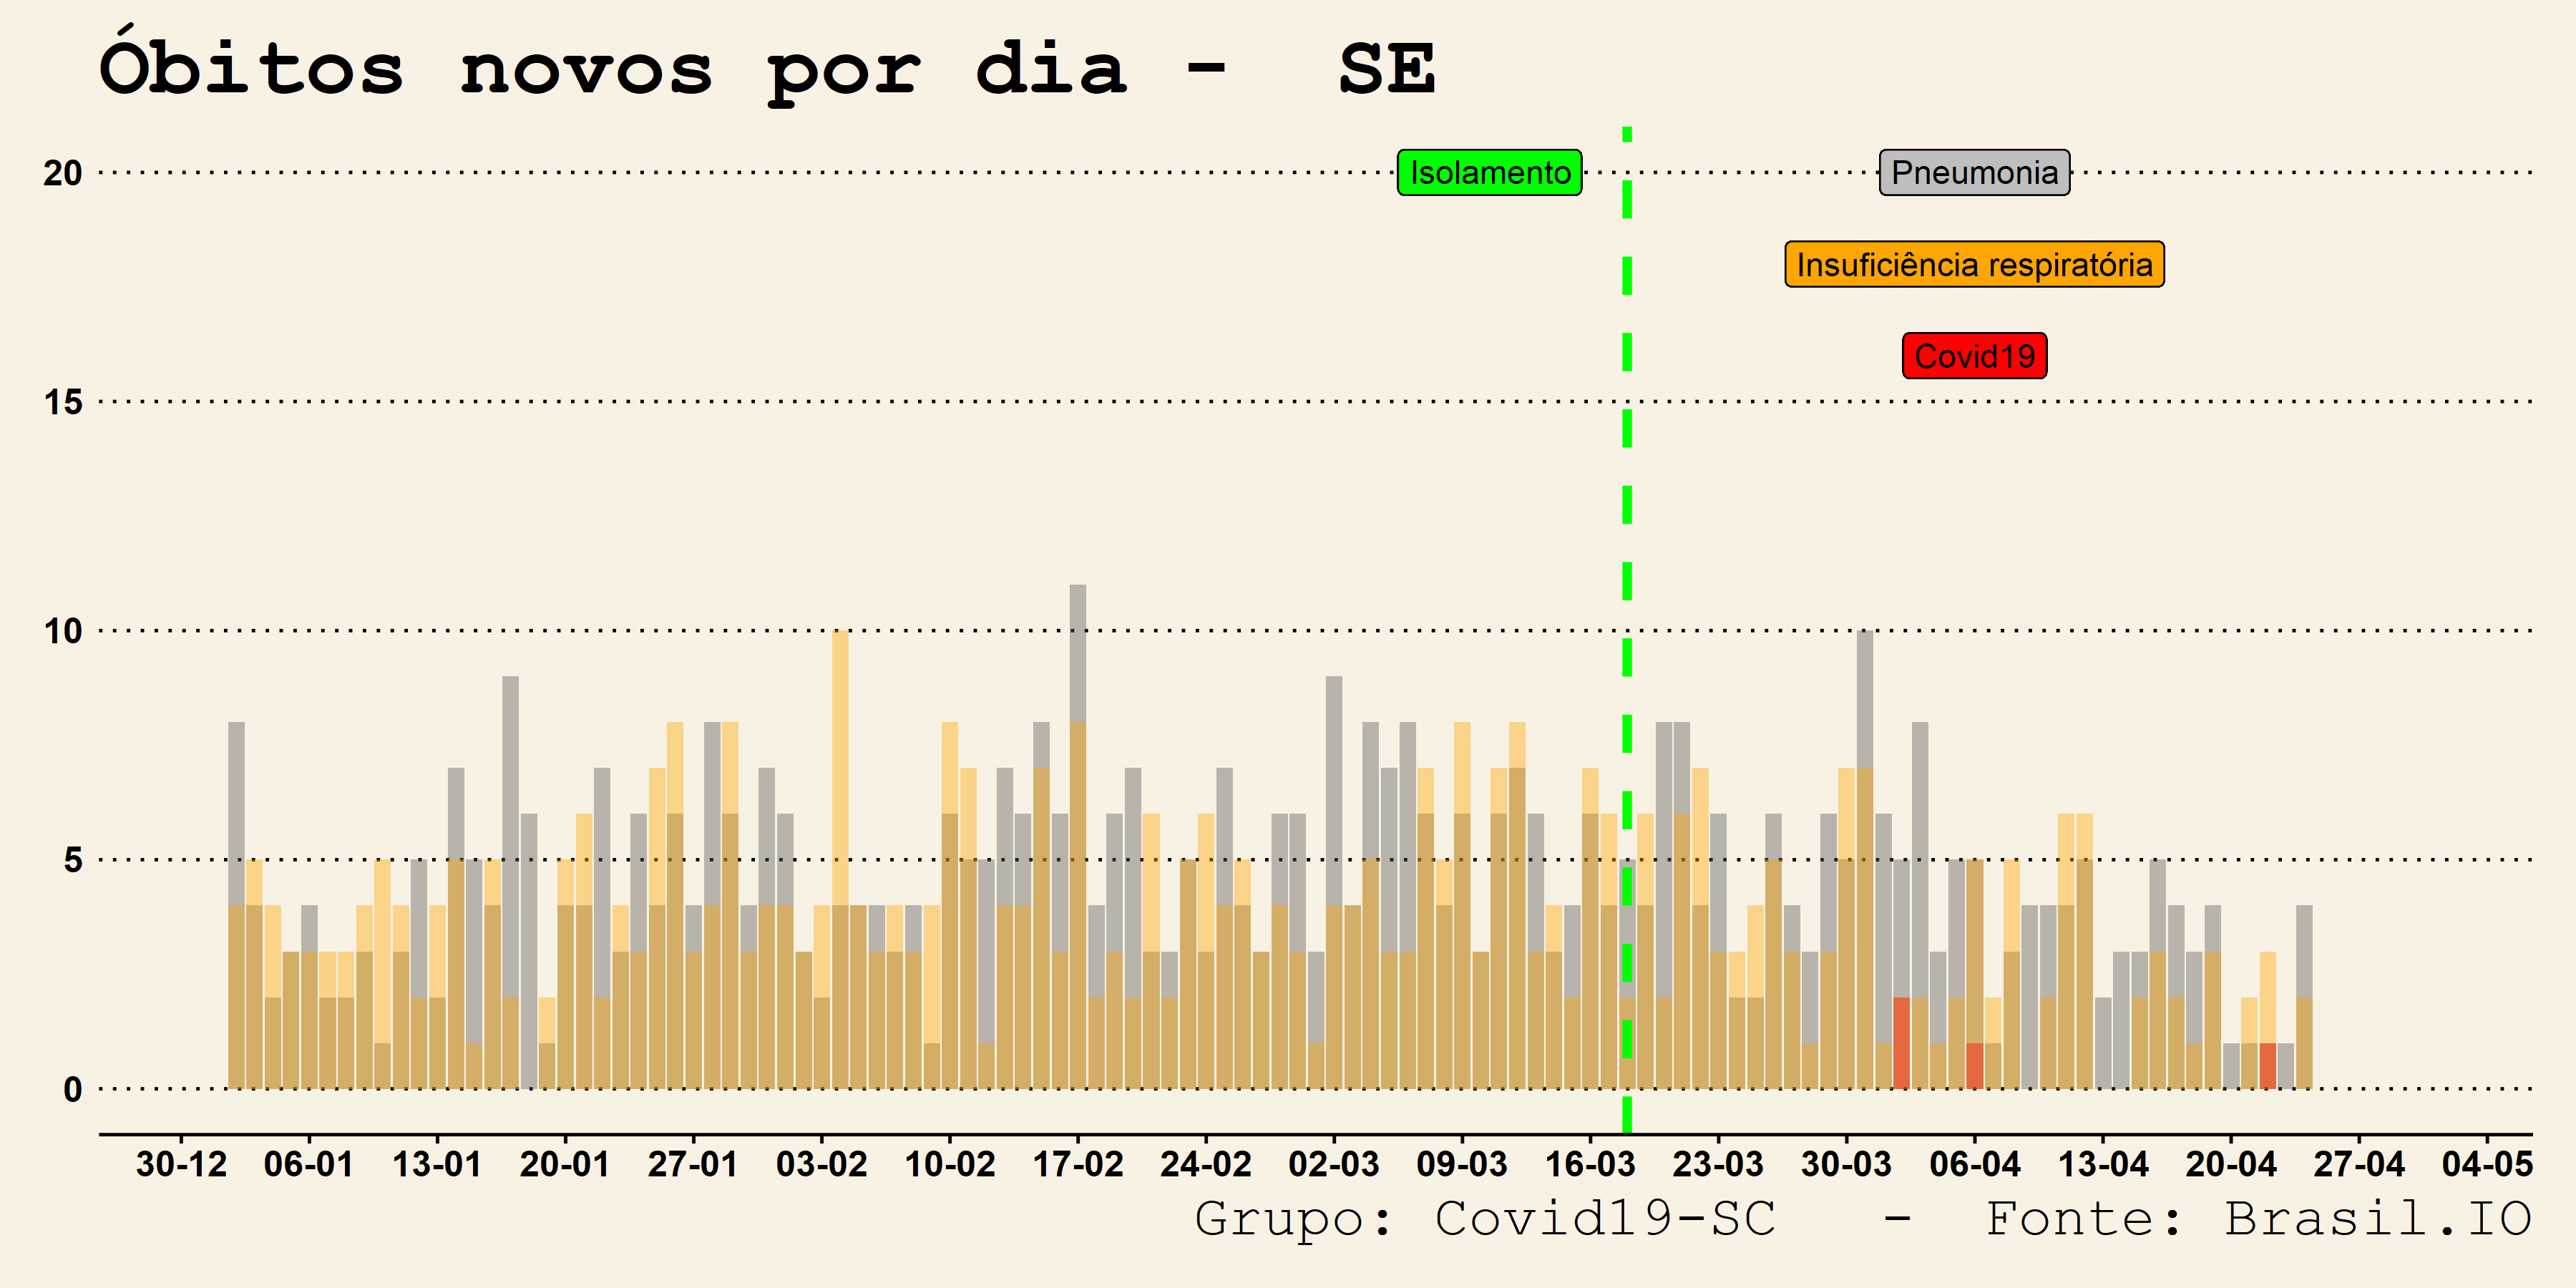 Óbitos novos por dia -  SE
20
Isolamento
Pneumonia
Insuficiência respiratória
Covid19
15
10
5
0
30-12 06-01 13-01 20-01 27-01 03-02 10-02 17-02 24-02 02-03 09-03 16-03 23-03 30-03 06-04 13-04 20-04 27-04 04-05
Grupo: Covid19-SC  -  Fonte: Brasil.IO